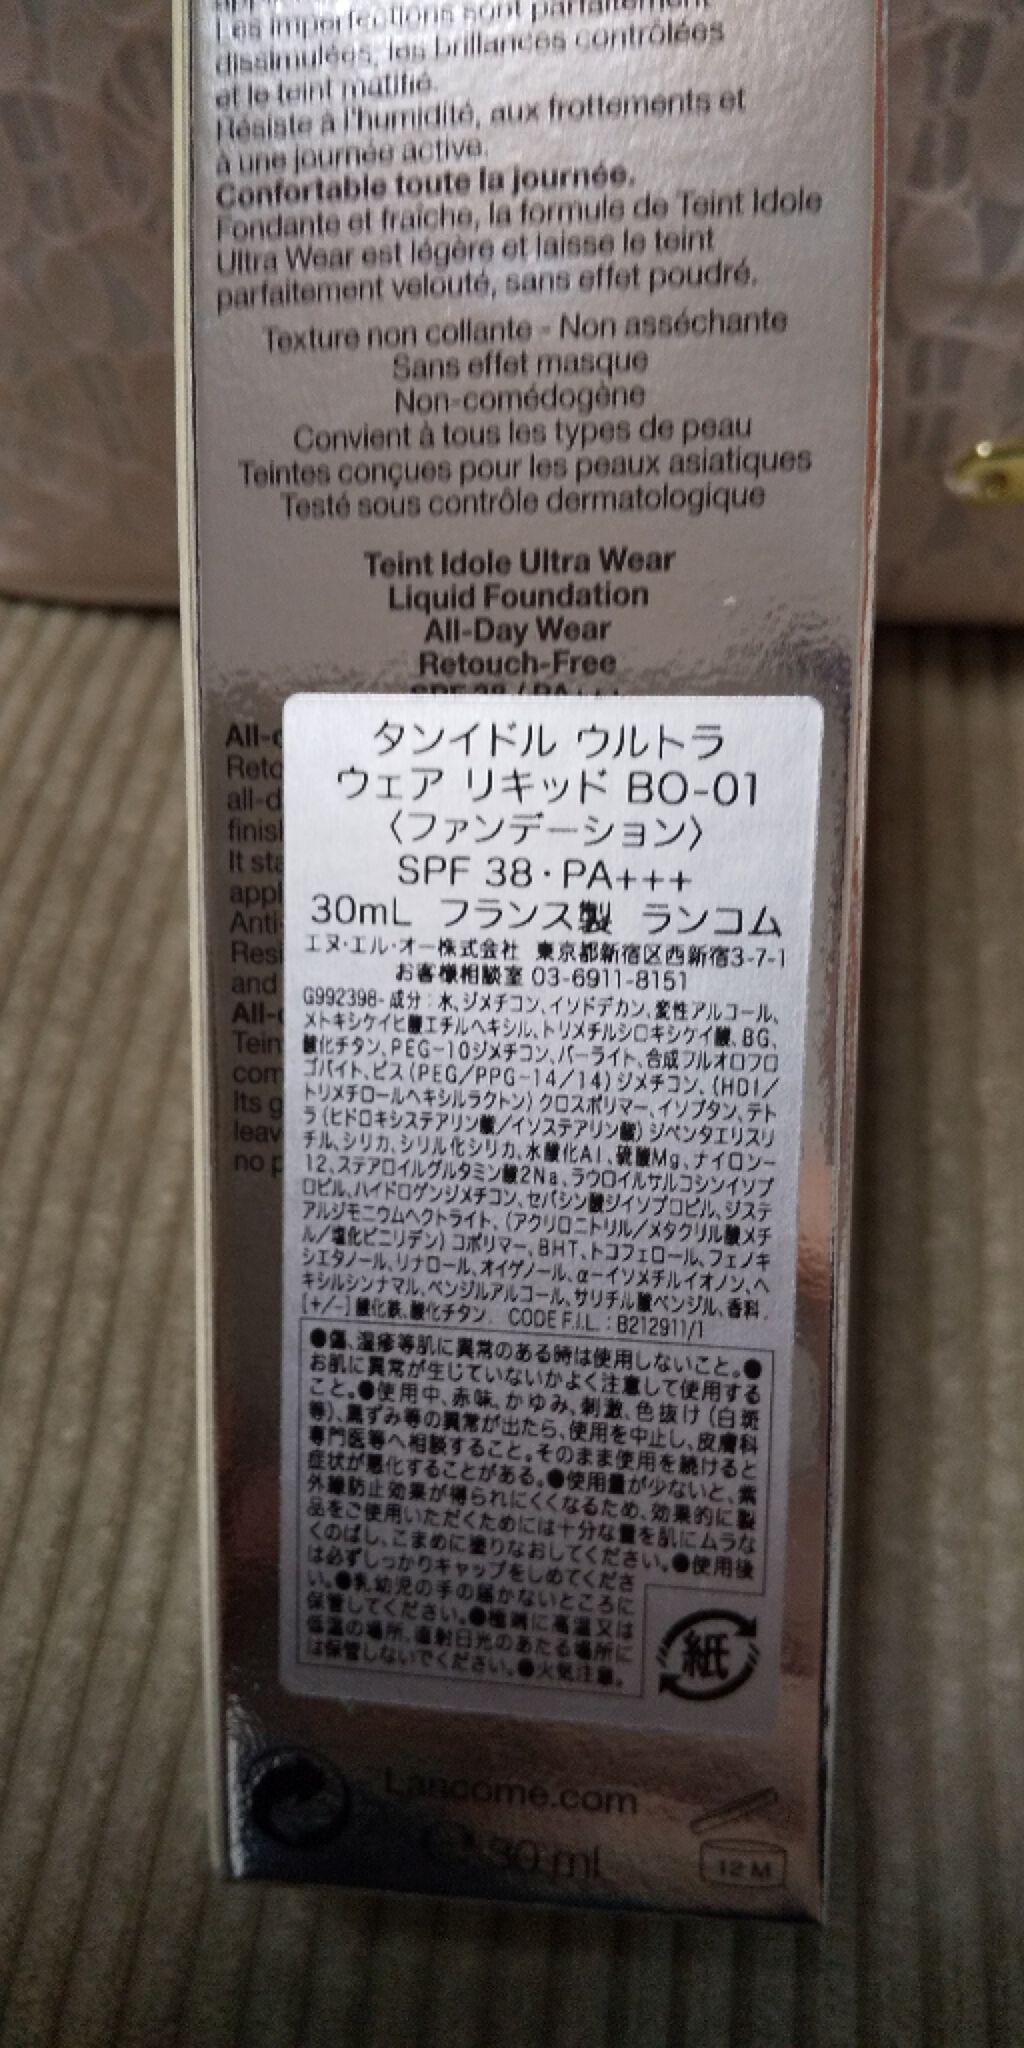 Les imperfections sont parfaitement
dissimulées, les brillances contrôlées
et le teint matifié.
Résiste à l'humidité, aux frottements et
à une journée active.
Confortable toute la journée.
Fondante et fraîche, la formule de Teint Idole
Ultra Wear est légère et laisse le teint
parfaitement velouté, sans effet poudré.
Texture non collante - Non asséchante
Sans effet masque
Non-comédogène
Convient à tous les types de peau
Teintes conçues pour les peaux asiatiques
Testé sous contrôle dermatologique
Teint Idole Ultra Wear
Liquid Foundation
All-Day Wear
Retouch-Free
SPF 38 / PA+++
タンイドル ウルトラ
ウェア リキッド BO-01
〈ファンデーション〉
SPF 38・PA+++
30mL フランス製 ランコム
エヌ・エル・オー株式会社 東京都新宿区西新宿3-7-1
お客様相談室 03-6911-8151
G992398-成分:水、ジメチコン、イソドデカン、変性アルコール、
メトキシケイヒ酸エチルヘキシル、トリメチルシロキシケイ酸、BG、
酸化チタン、PEG-10ジメチコン、パーライト、合成フルオロフロ
ゴパイト、ビス(PEG/PPG-14/14)ジメチコン、(HDI/
トリメチロールヘキシルラクトン)クロスポリマー、イソブタン、テト
ラ(ヒドロキシステアリン酸/イソステアリン酸)ジペンタエリスリ
チル、シリカ、シリル化シリカ、水酸化Al、硫酸Mg、ナイロン-
12、ステアロイルグルタミン酸2Na、ラウロイルサルコシンイソプ
ロピル、ハイドロゲンジメチコン、セバシン酸ジイソプロピル、ジステ
アルジモニウムヘクトライト、(アクリロニトリル/メタクリル酸メチ
ル/塩化ビニリデン)コポリマー、BHT、トコフェロール、フェノキ
シエタノール、リナロール、オイゲノール、α-イソメチルイオノン、ヘ
キシルシンナマル、ベンジルアルコール、サリチル酸ベンジル、香料、
[+/-]酸化鉄、酸化チタン. CODE F.I.L.:B212911/1
●傷、湿疹等肌に異常のある時は使用しないこと。●
お肌に異常が生じていないかよく注意して使用する
こと。●使用中、赤味、かゆみ、刺激、色抜け(白斑
等)、黒ずみ等の異常が出たら、使用を中止し、皮膚科
専門医等へ相談すること。そのまま使用を続けると
症状が悪化することがある。●使用量が少ないと、紫
外線防止効果が得られにくくなるため、効果的に製
品をご使用いただくためには十分な量を肌にムラな
くのばし、こまめに塗りなおしてください。●使用後
は必ずしっかりキャップをしめてくださ
い。●乳幼児の手の届かないところに
保管してください。●極端に高温又は
低温の場所、直射日光のあたる場所に
は保管しないでください。●火気注意。
紙
Lancome.com
30 ml
12 M